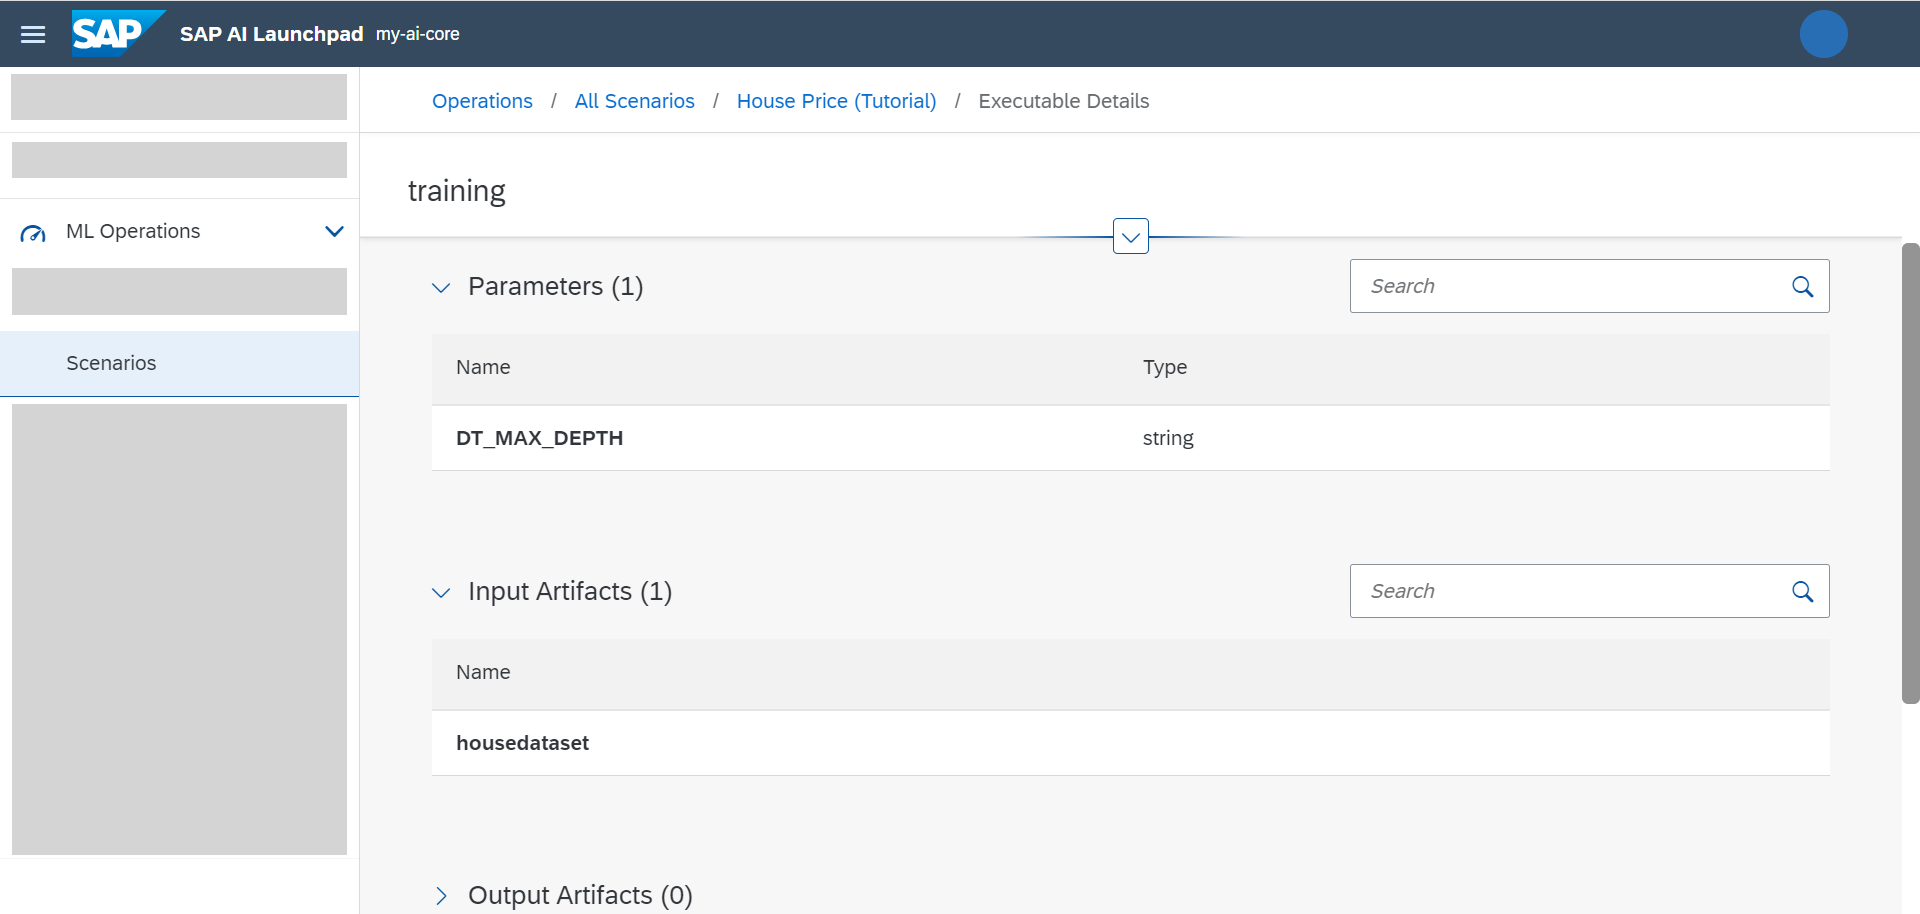 SAP SAP AI Launchpad my-ai-core
Operations / All Scenarios / House Price (Tutorial) / Executable Details
training
ML Operations
Scenarios
Parameters (1)
Search
Name Type
DT_MAX_DEPTH string
Input Artifacts (1)
Search
Name
housedataset
Output Artifacts (0)